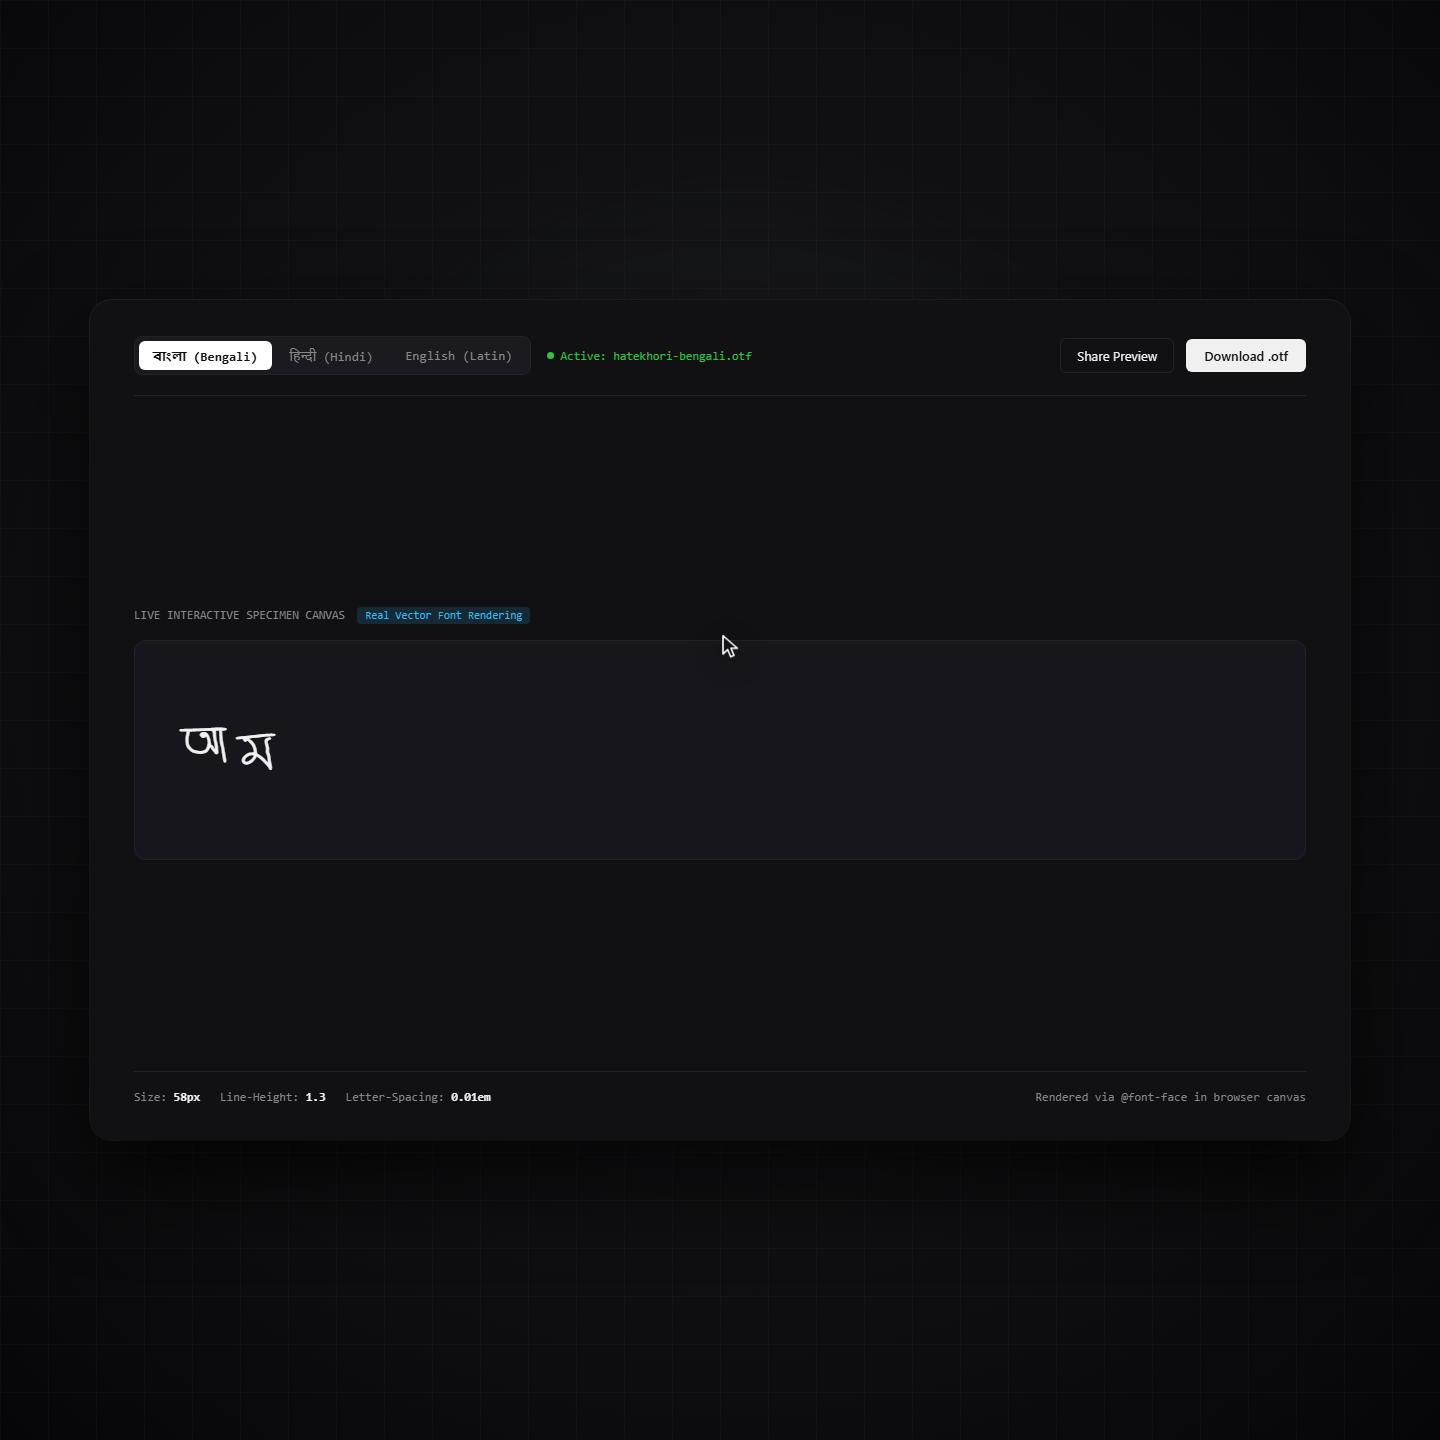 বাংলা (Bengali) हिन्दी (Hindi) English (Latin) Active: hatekhori-bengali.otf Share Preview Download .otf
LIVE INTERACTIVE SPECIMEN CANVAS Real Vector Font Rendering
আম
Size: 58px Line-Height: 1.3 Letter-Spacing: 0.01em Rendered via @font-face in browser canvas